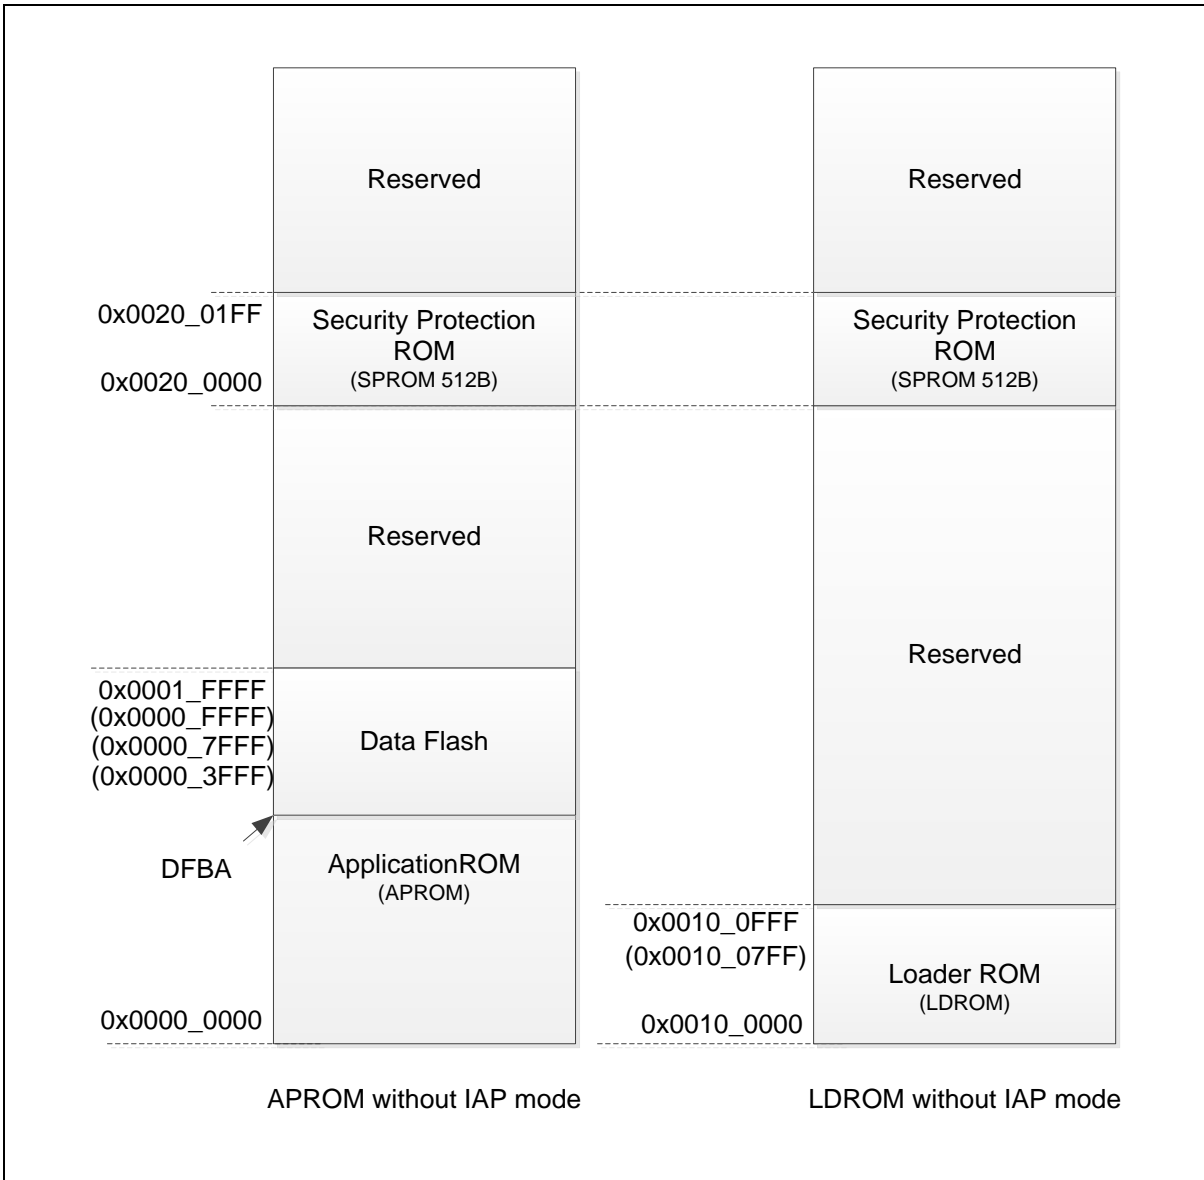 Reserved
0x0020_01FF
Security Protection
ROM
(SPROM 512B)
0x0020_0000
Reserved
0x0001_FFFF
(0x0000_FFFF)
(0x0000_7FFF)
(0x0000_3FFF)
Data Flash
DFBA
ApplicationROM
(APROM)
0x0000_0000
APROM without IAP mode
Reserved
Security Protection
ROM
(SPROM 512B)
Reserved
0x0010_0FFF
(0x0010_07FF)
Loader ROM
(LDROM)
0x0010_0000
LDROM without IAP mode